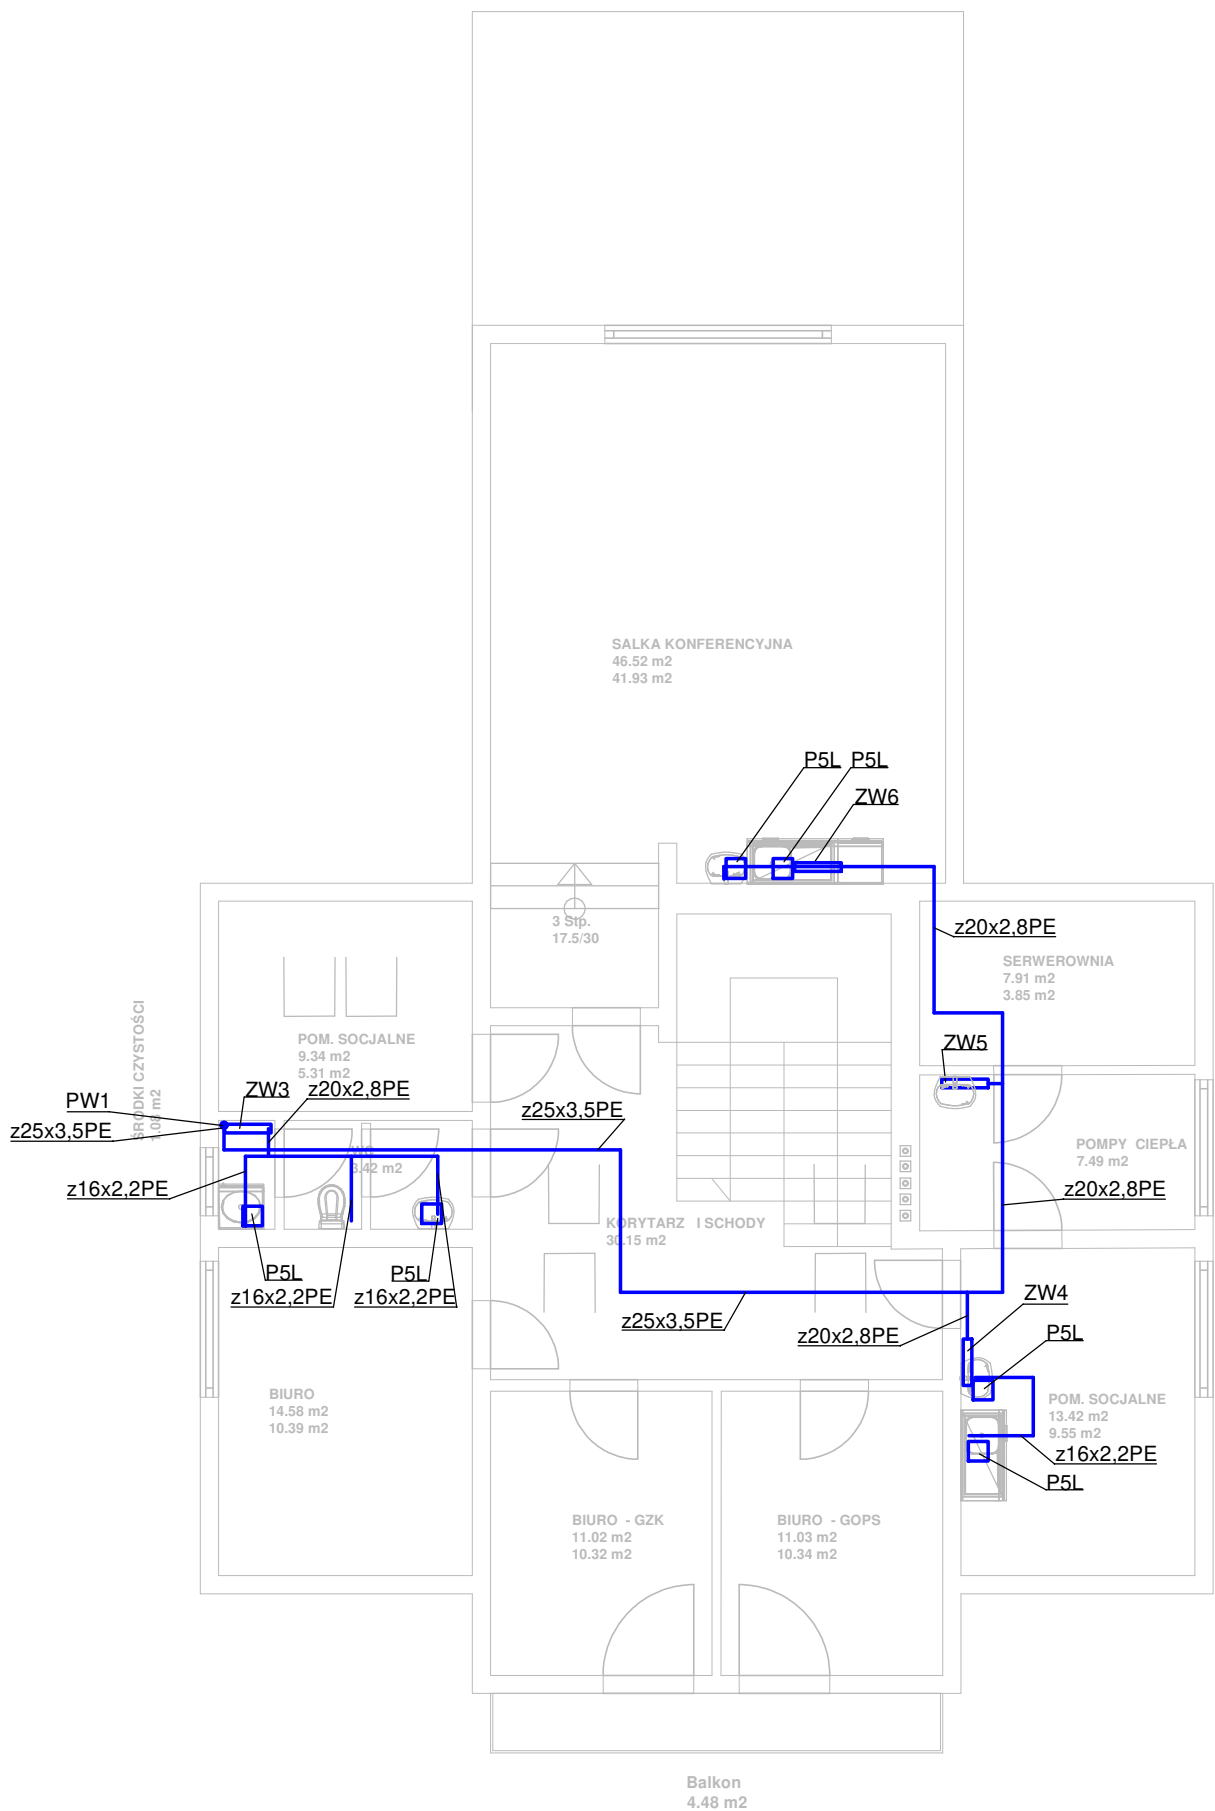 SALKA KONFERENCYJNA
46.52 m2
41.93 m2
P5L
P5L
ZW6
3 Stp.
17.5/30
z20x2,8PE
SERWEROWNIA
7.91 m2
3.85 m2
ŚRODKI CZYSTOŚCI
1.08 m2
POM. SOCJALNE
9.34 m2
5.31 m2
ZW5
PW1
ZW3
z20x2,8PE
z25x3,5PE
z25x3,5PE
WC
3.42 m2
POMPY CIEPŁA
7.49 m2
z16x2,2PE
z20x2,8PE
KORYTARZ I SCHODY
30.15 m2
P5L
P5L
z16x2,2PE
z16x2,2PE
ZW4
z25x3,5PE
z20x2,8PE
P5L
BIURO
14.58 m2
10.39 m2
POM. SOCJALNE
13.42 m2
9.55 m2
z16x2,2PE
P5L
BIURO - GZK
11.02 m2
10.32 m2
BIURO - GOPS
11.03 m2
10.34 m2
Balkon
4.48 m2